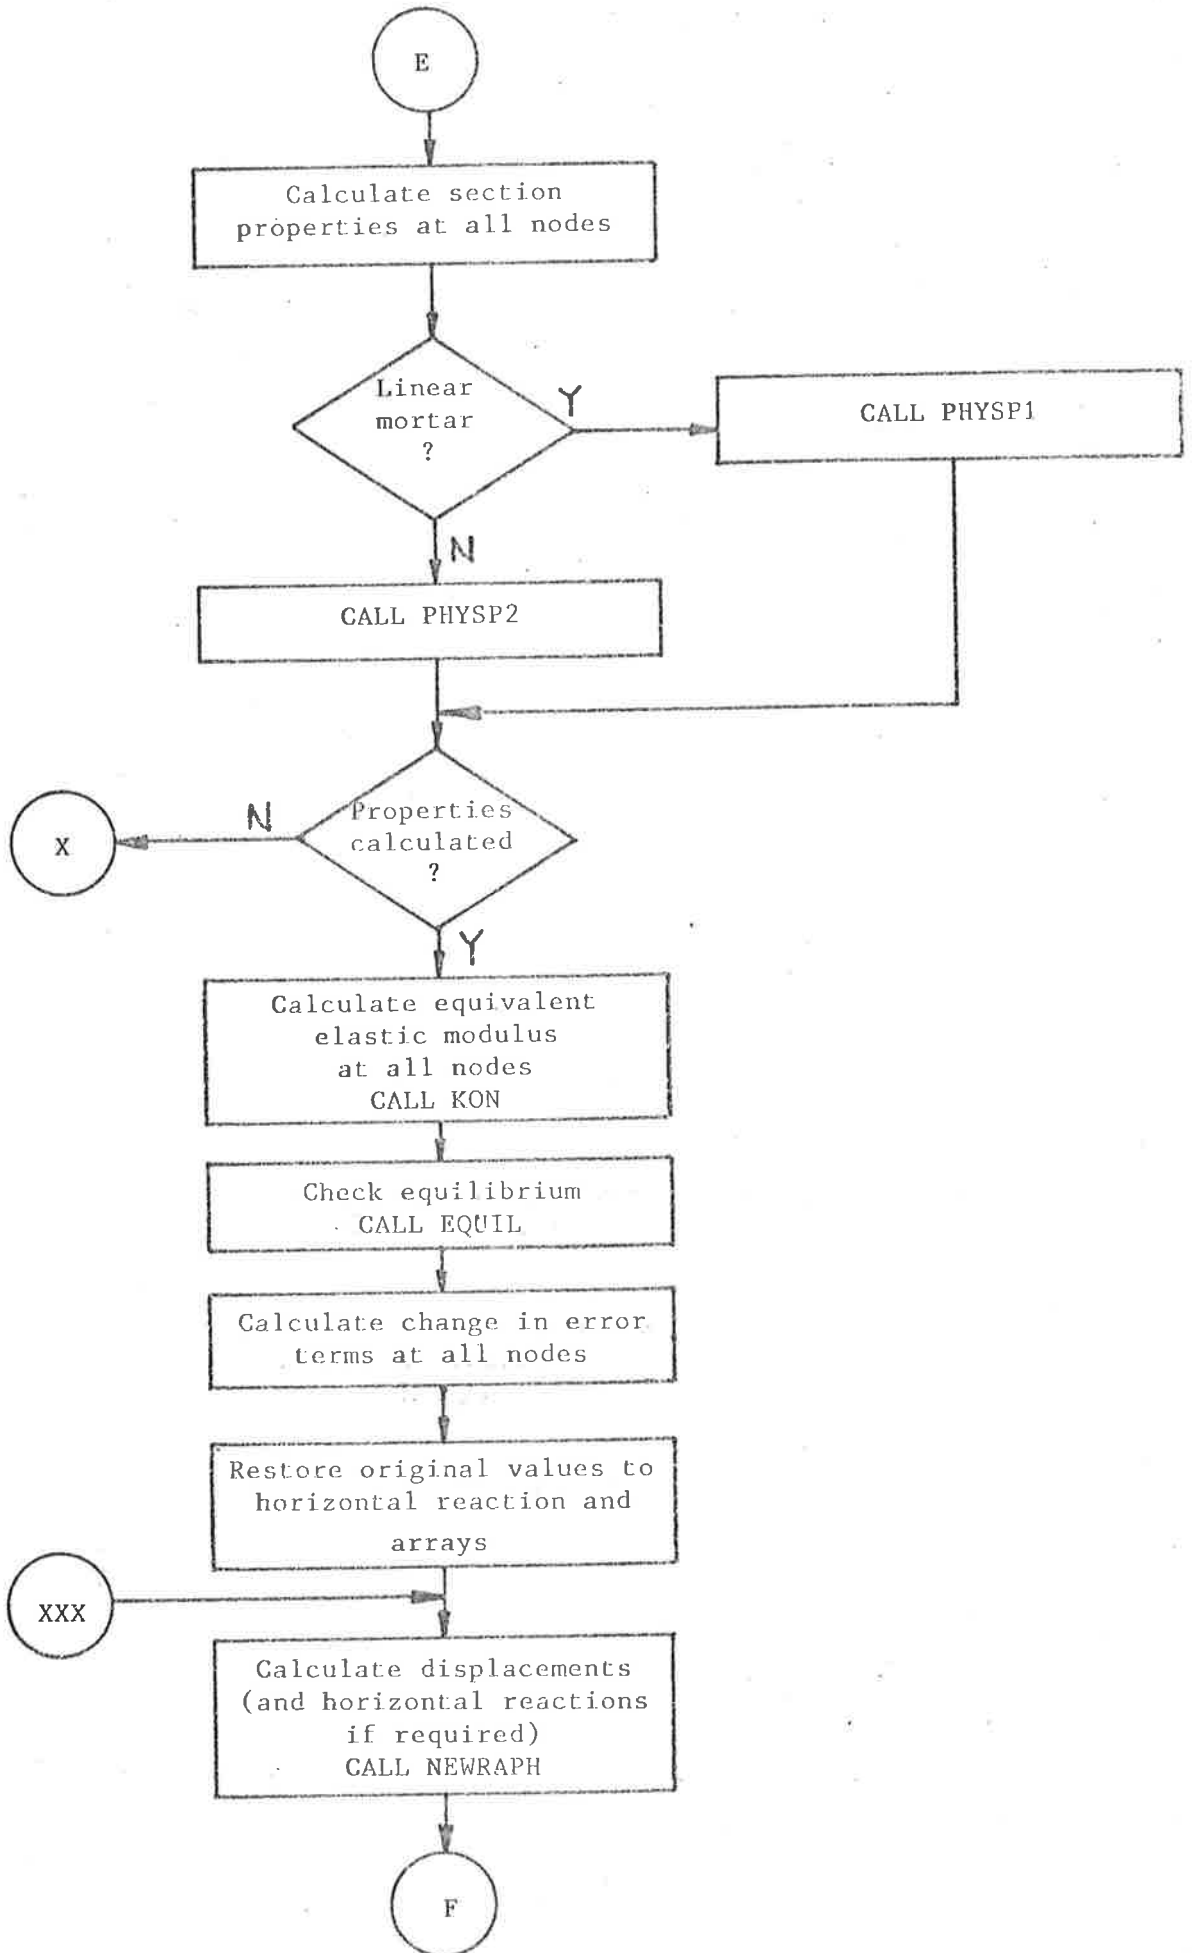 E
Calculate section
properties at all nodes
Linear
mortar
?
Y
CALL PHYSP1
N
CALL PHYSP2
Properties
calculated
?
N
X
Y
Calculate equivalent
elastic modulus
at all nodes
CALL KON
Check equilibrium
CALL EQUIL
Calculate change in error
terms at all nodes
Restore original values to
horizontal reaction and
arrays
XXX
Calculate displacements
(and horizontal reactions
if required)
CALL NEWRAPH
F